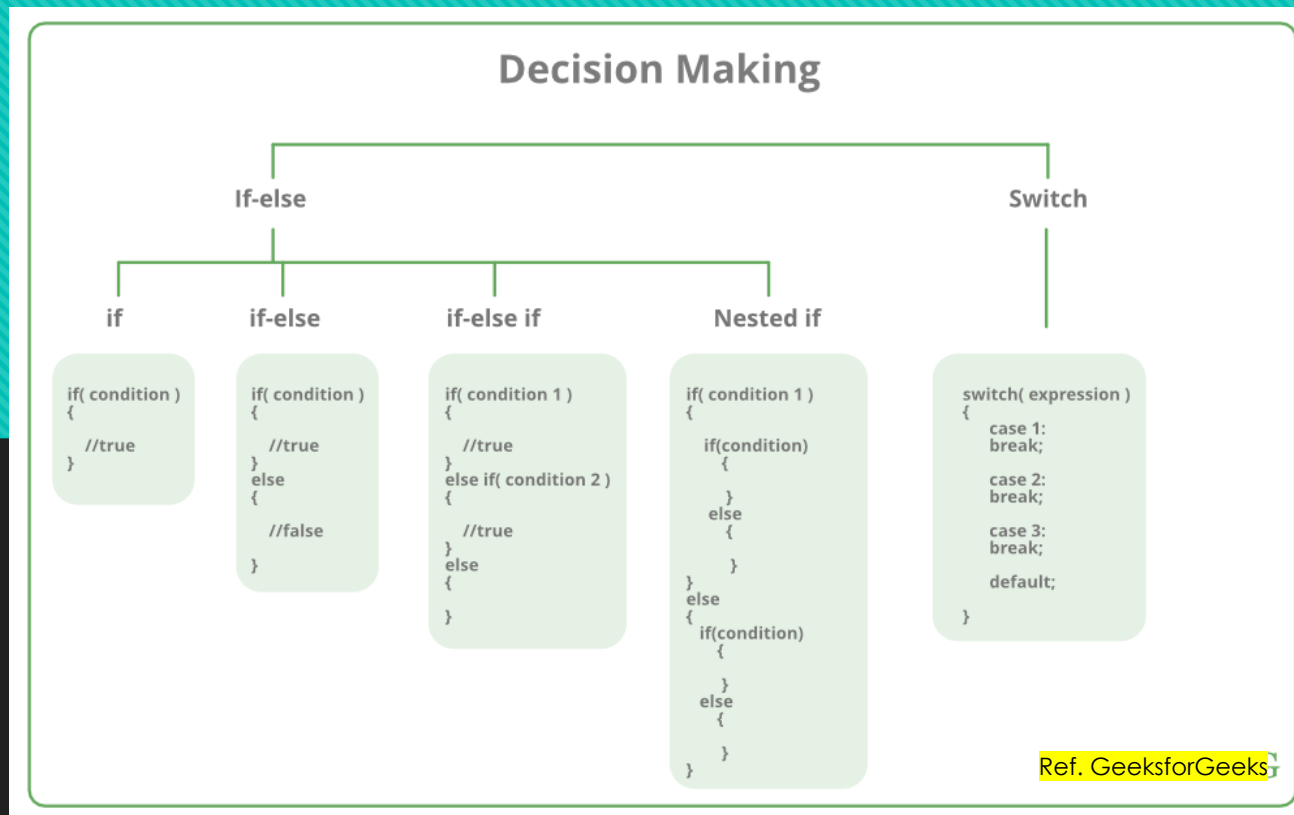 Decision Making
If-else
Switch
if
if-else
if-else if
Nested if
if( condition )
{
//true
}
if( condition )
{
//true
}
else
{
//false
}
if( condition 1 )
{
//true
}
else if( condition 2 )
{
//true
}
else
{
}
if( condition 1 )
{
if(condition)
{
}
else
{
}
}
else
{
if(condition)
{
}
else
{
}
}
switch( expression )
{
case 1:
break;
case 2:
break;
case 3:
break;
default;
}
Ref. GeeksforGeeks